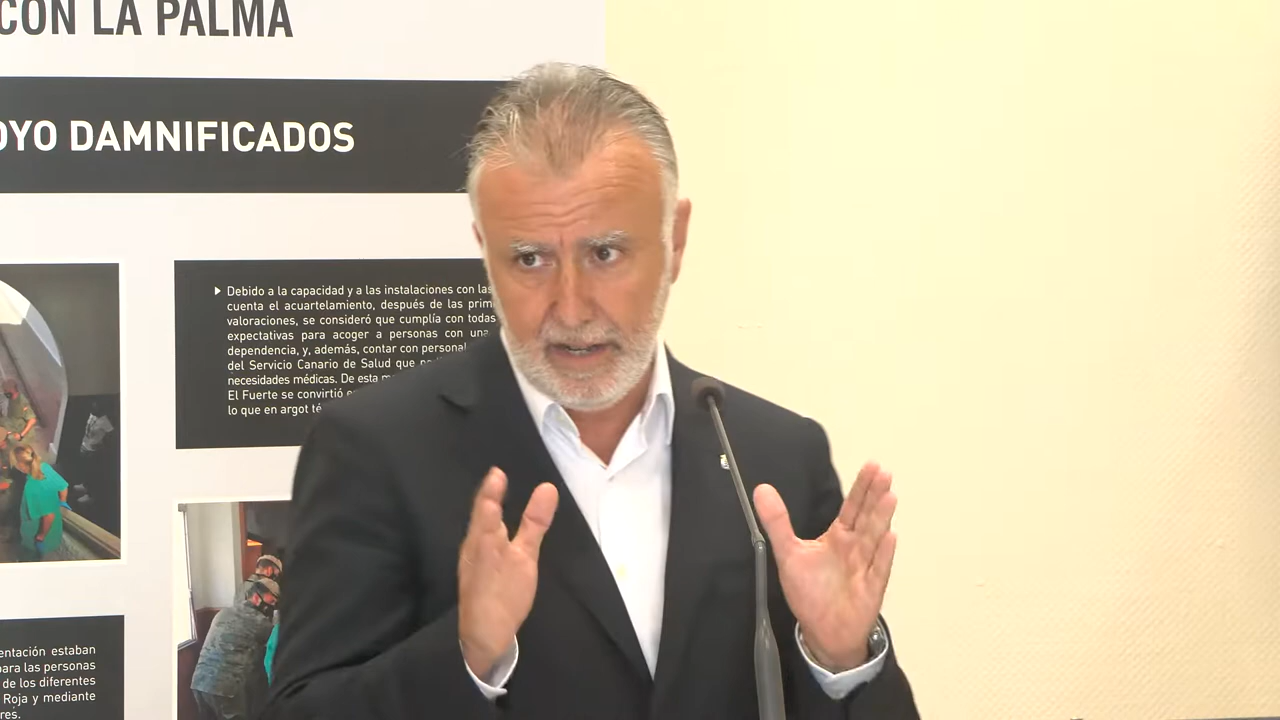 CON LA PALMA
OYO DAMNIFICADOS
Debido a la capacidad y a las instalaciones con las
cuenta el acuartelamiento, después de las prim
valoraciones, se consideró que cumplía con todas
expectativas para acoger a personas con una
dependencia, y, además, contar con personal
del Servicio Canario de Salud que
necesidades médicas. De esta
El Fuerte se convirtió
lo que en argot
entación estaban
para las personas
de los diferentes
Roja y mediante
res.